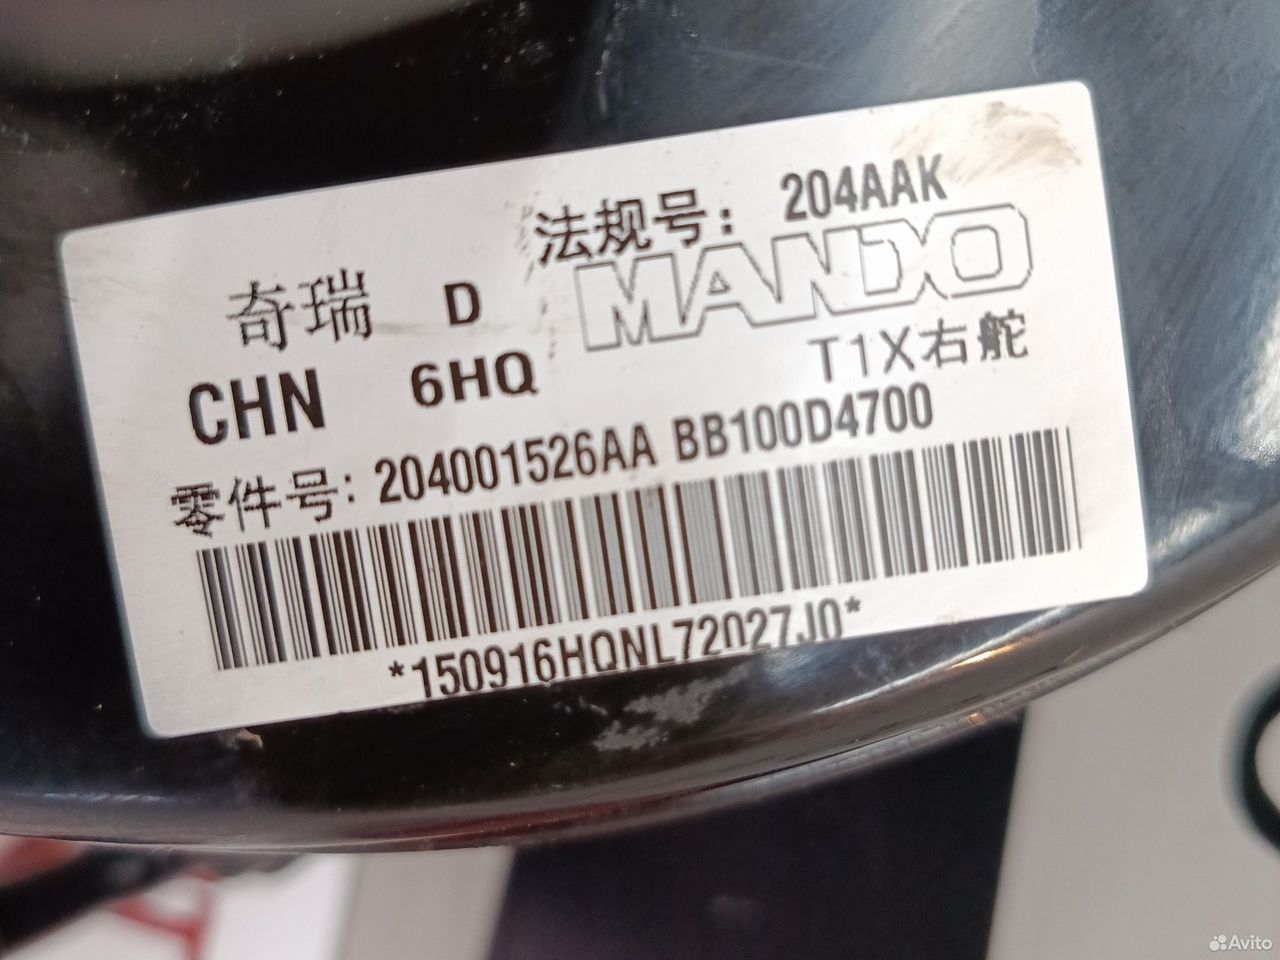 法规号: 204AAK
MANDO
奇瑞 D
T1X右舵
CHN 6HQ
零件号: 204001526AA BB100D4700
*150916HQNL72027J0*
Avito